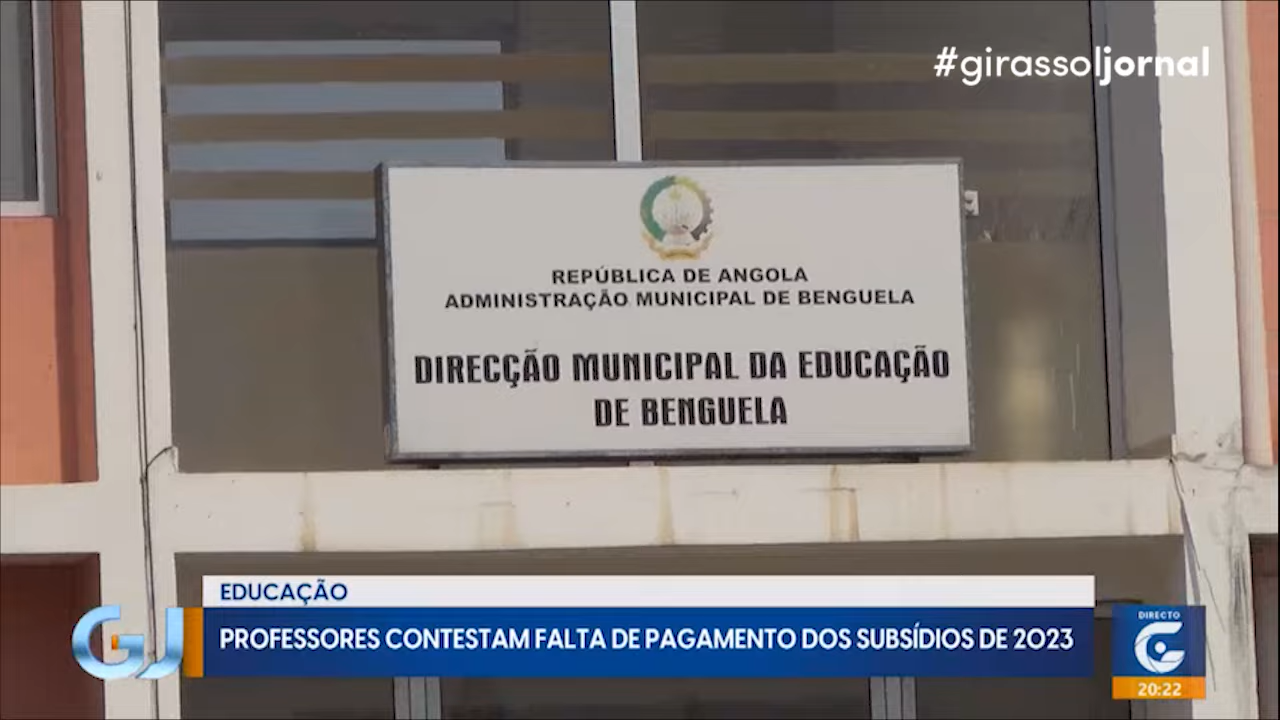 #girassoljornal
REPÚBLICA DE ANGOLA
ADMINISTRAÇÃO MUNICIPAL DE BENGUELA
DIRECÇÃO MUNICIPAL DA EDUCAÇÃO
DE BENGUELA
EDUCAÇÃO
GJ
PROFESSORES CONTESTAM FALTA DE PAGAMENTO DOS SUBSÍDIOS DE 2023
DIRECTO
G
20:22